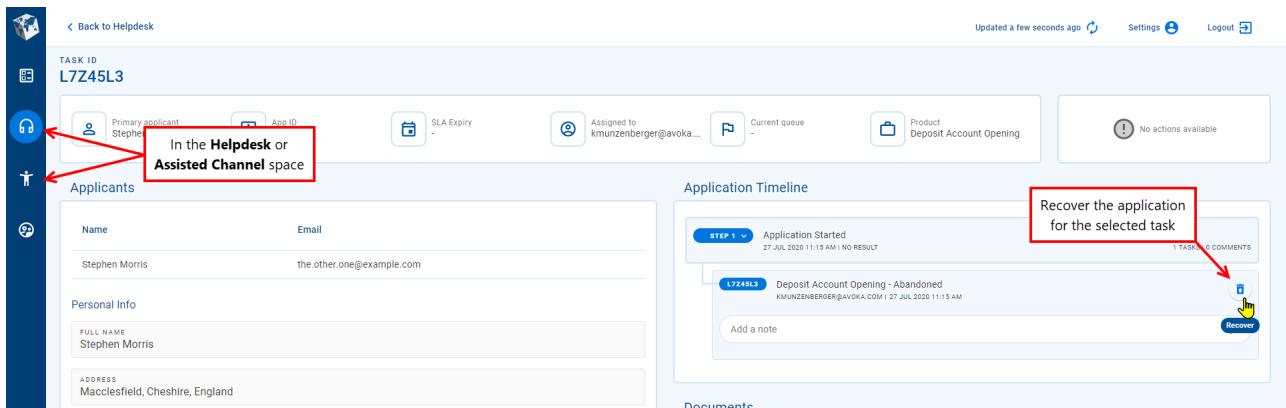 Back to Helpdesk
Updated a few seconds ago
Settings
Logout
TASK ID
L7Z45L3
Primary applicant
Stephe
App ID
SLA Expiry
-
Assigned to
kmunzenberger@avoka....
Current queue
-
Product
Deposit Account Opening
No actions available
In the Helpdesk or
Assisted Channel space
Applicants
Name
Email
Stephen Morris
the.other.one@example.com
Personal Info
FULL NAME
Stephen Morris
ADDRESS
Macclesfield, Cheshire, England
Application Timeline
Recover the application
for the selected task
STEP 1
Application Started
27 JUL 2020 11:15 AM | NO RESULT
1 TASKS 0 COMMENTS
L7Z45L3
Deposit Account Opening - Abandoned
KMUNZENBERGER@AVOKA.COM | 27 JUL 2020 11:15 AM
Add a note
Recover
Documents